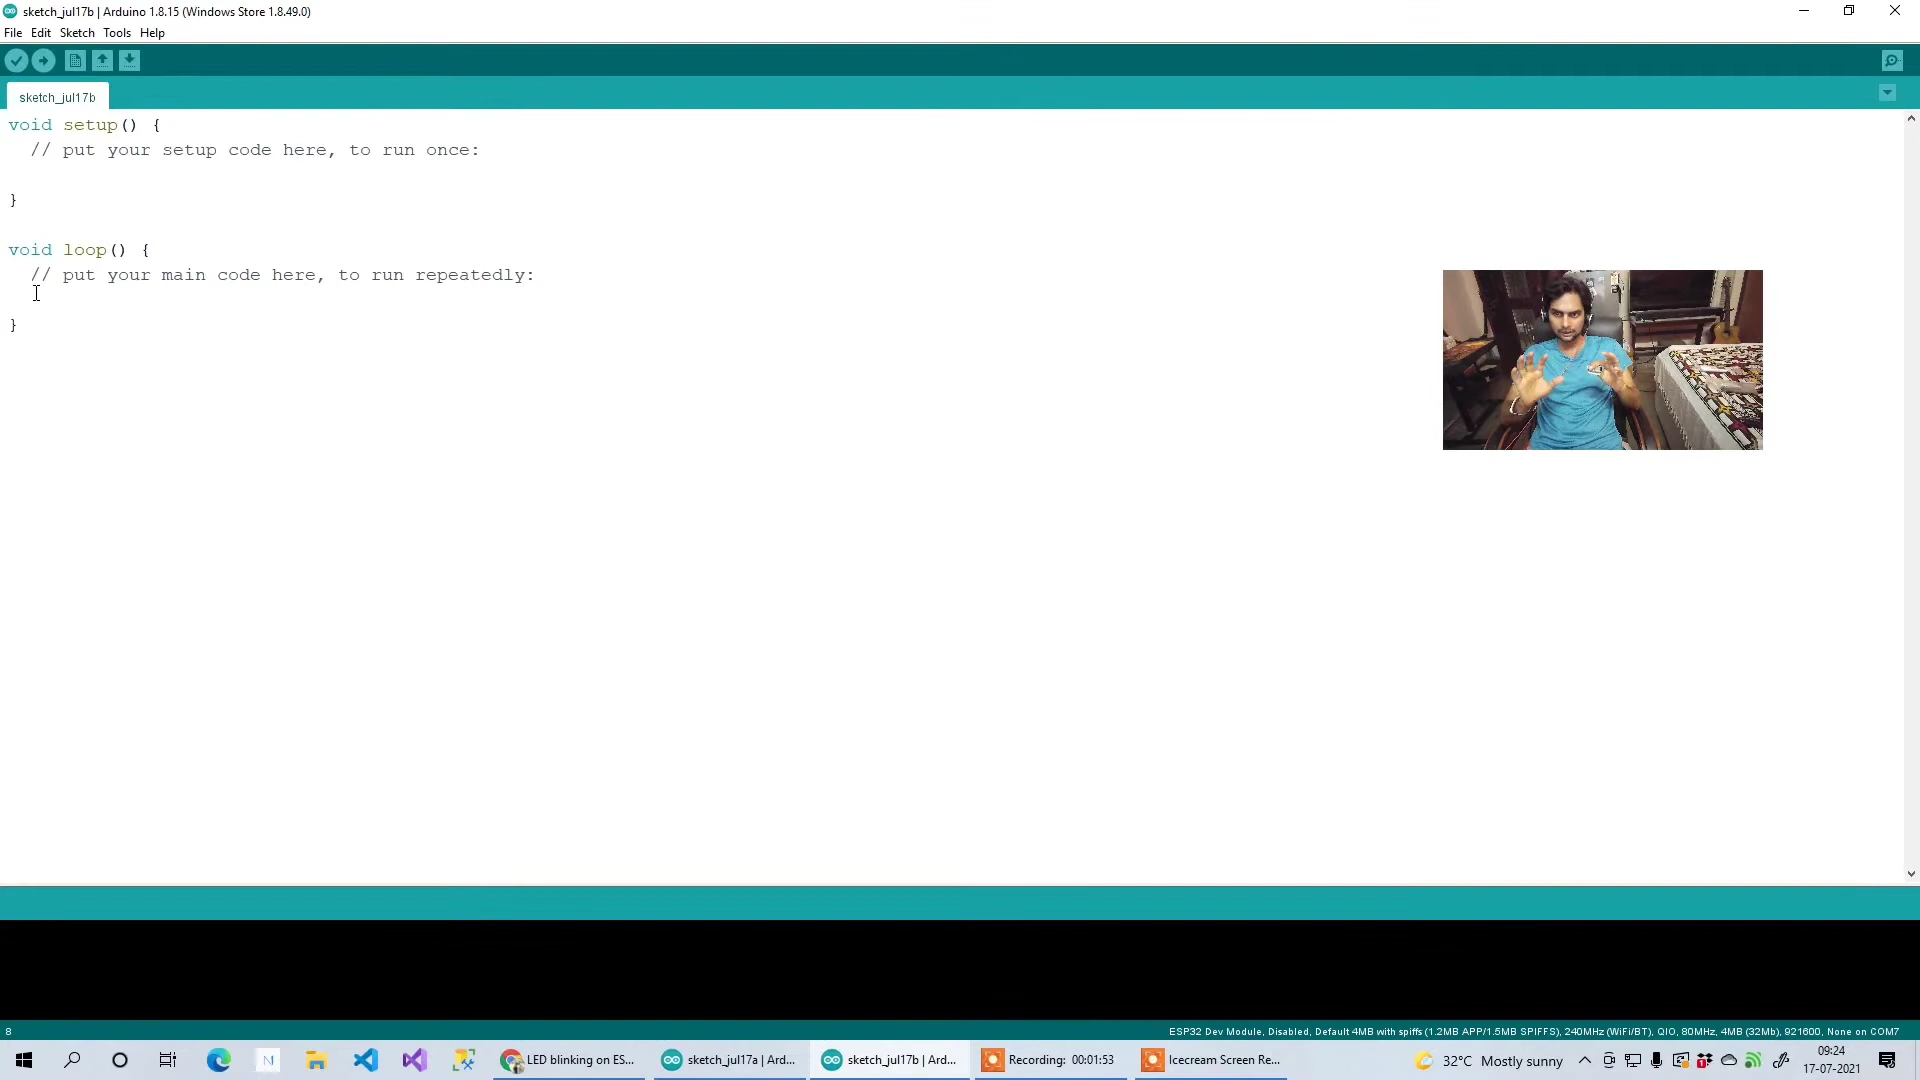 sketch_jul17b | Arduino 1.8.15 (Windows Store 1.8.49.0)
File Edit Sketch Tools Help
sketch_jul17b
void setup() {
// put your setup code here, to run once:
}
void loop() {
// put your main code here, to run repeatedly:
}
8 ESP32 Dev Module, Disabled, Default 4MB with spiffs (1.2MB APP/1.5MB SPIFFS), 240MHz (WiFi/BT), QIO, 80MHz, 4MB (32Mb), 921600, None on COM7
N LED blinking on ES... sketch_jul17a | Ard... sketch_jul17b | Ard... Recording: 00:01:53 Icecream Screen Re... 32°C Mostly sunny 09:24
17-07-2021